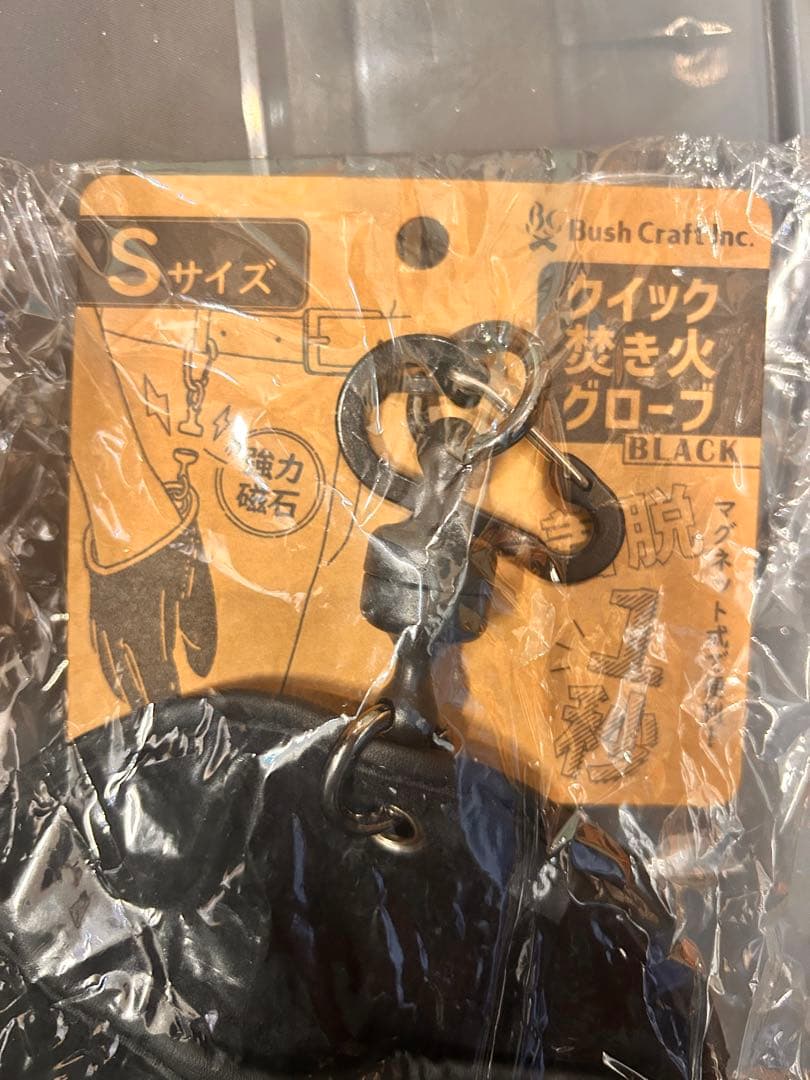 Sサイズ
Bush Craft Inc.
クイック
焚き火
グローブ
BLACK
強力
磁石
マグネット式で便利！
着脱
1秒